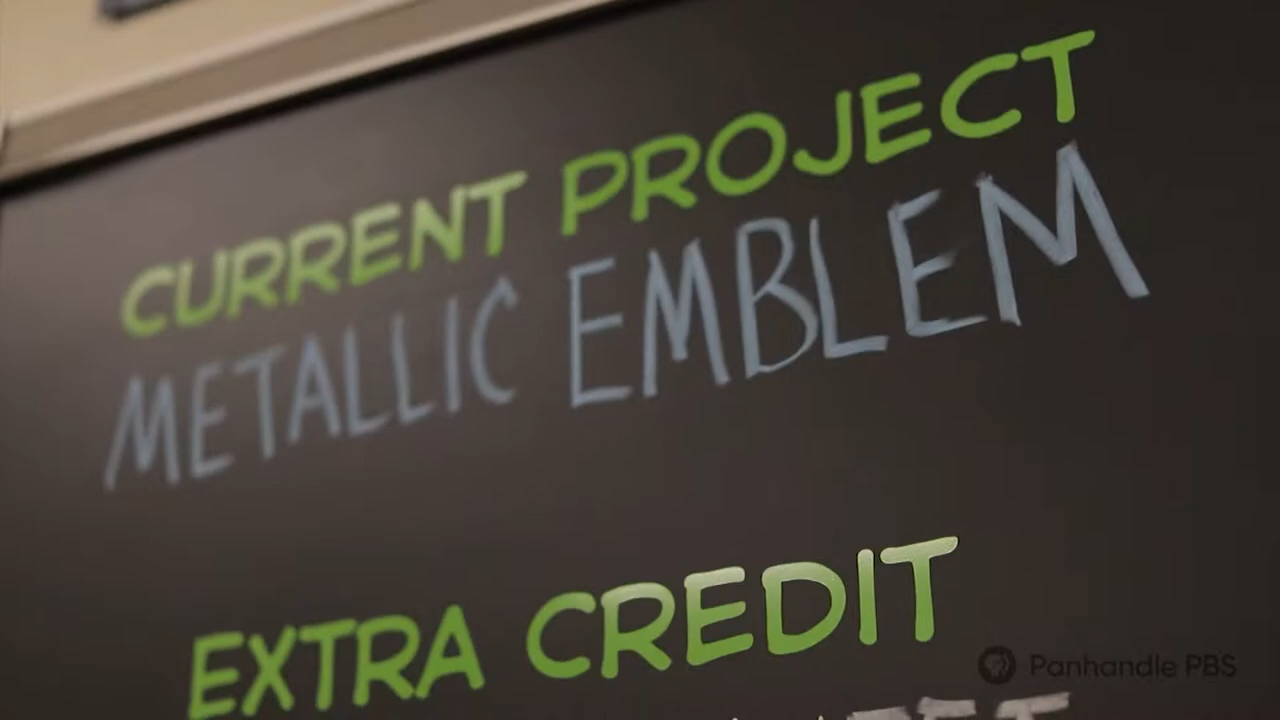 CURRENT PROJECT
METALLIC EMBLEM
EXTRA CREDIT
Panhandle PBS